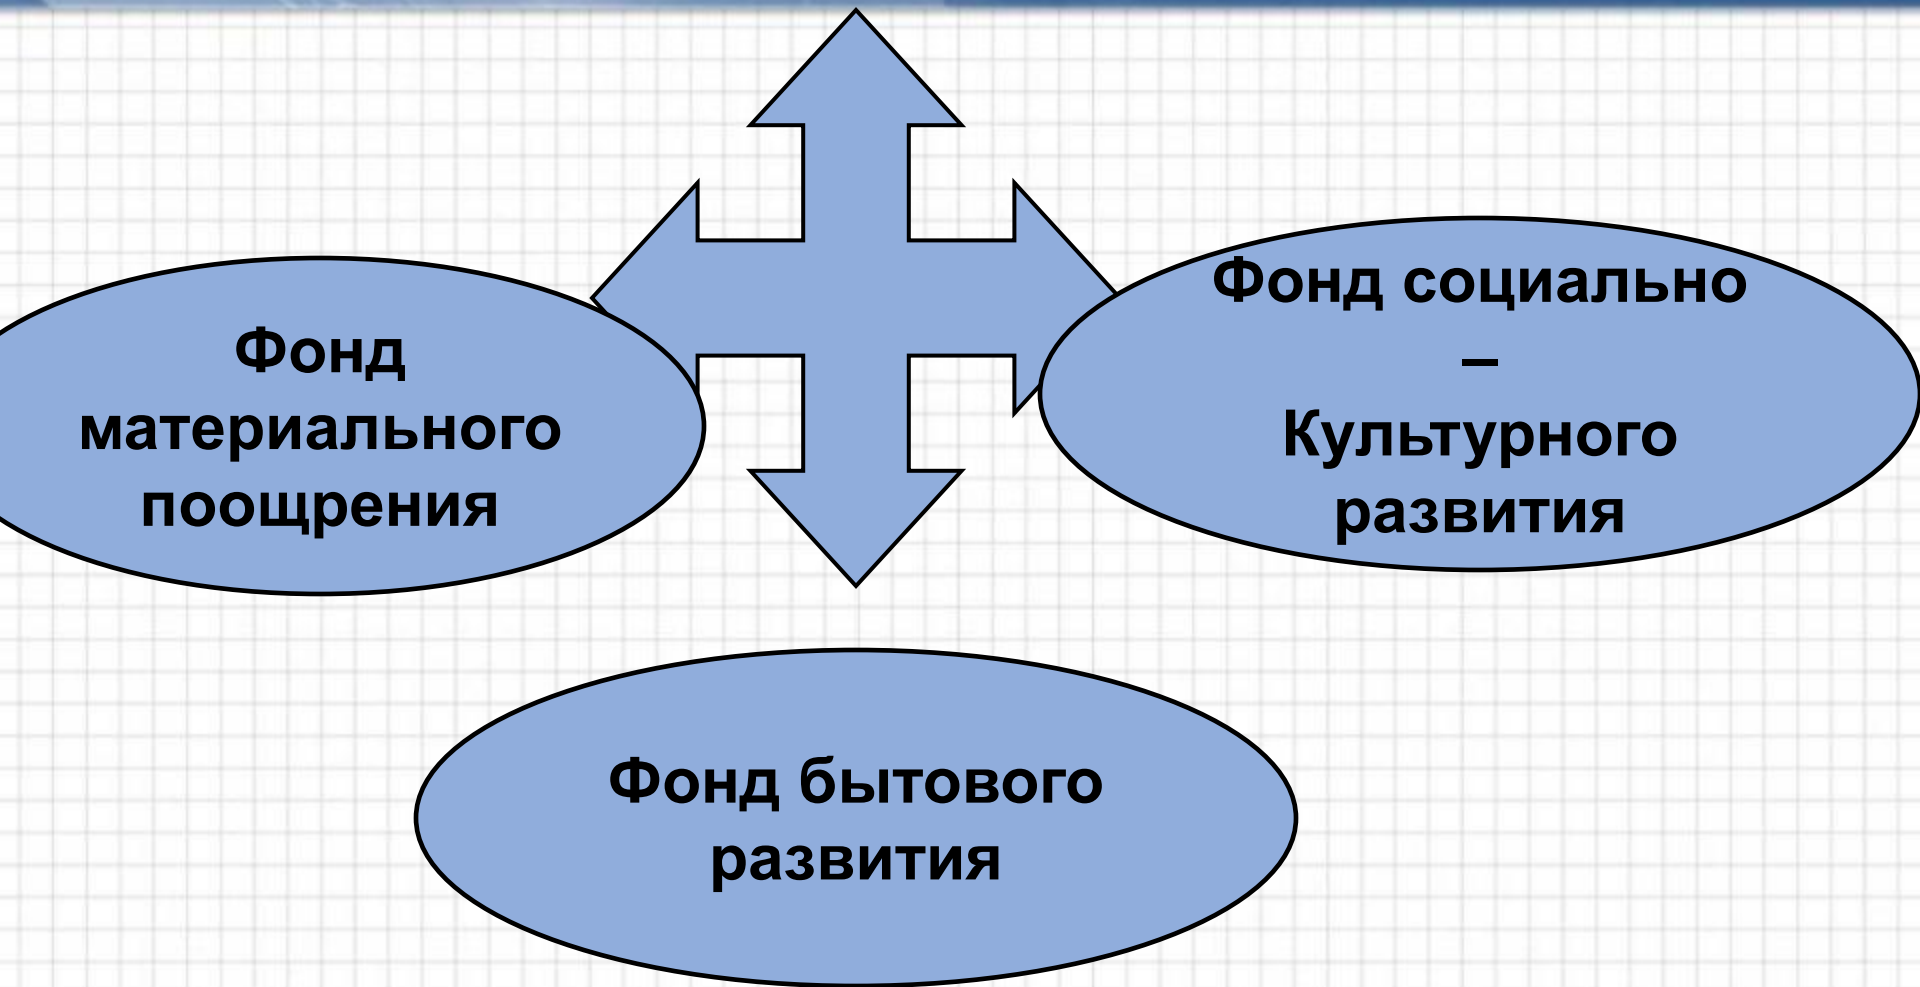 Фонд
материального
поощрения
Фонд социально
–
Культурного
развития
Фонд бытового
развития